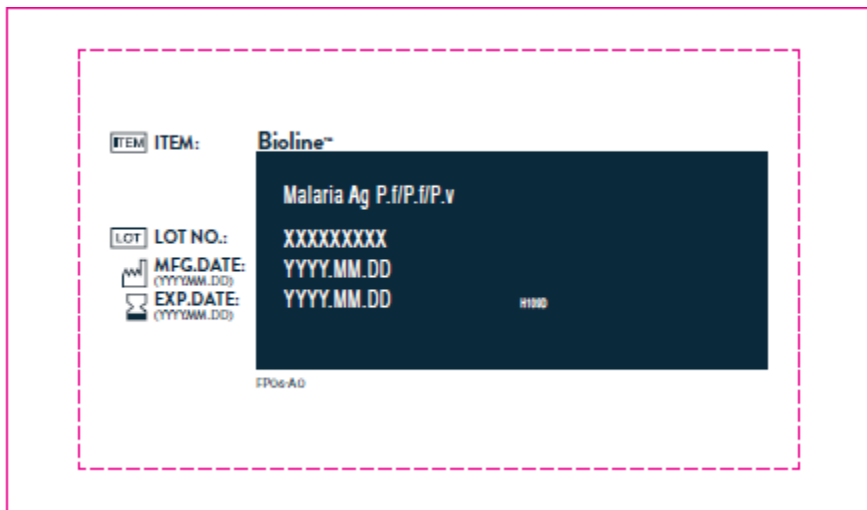 ITEM ITEM: Bioline™
Malaria Ag P.f/P.f/P.v
LOT LOT NO.: XXXXXXXXX
MFG.DATE: YYYY.MM.DD
(YYYY.MM.DD)
EXP.DATE: YYYY.MM.DD
(YYYY.MM.DD)
H109D
FP06-A0